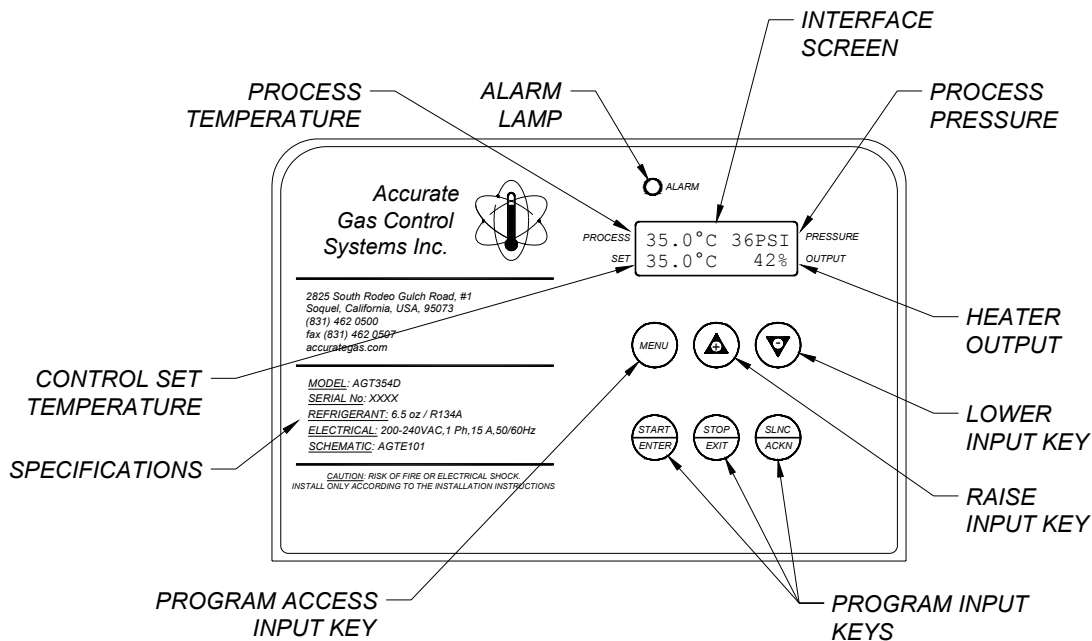 INTERFACE
SCREEN
PROCESS
TEMPERATURE
ALARM
LAMP
PROCESS
PRESSURE
ALARM
Accurate
Gas Control
Systems Inc.
PROCESS
35.0°C 36PSI
PRESSURE
SET
35.0°C 42%
OUTPUT
2825 South Rodeo Gulch Road, #1
Soquel, California, USA, 95073
(831) 462 0500
fax (831) 462 0507
accurategas.com
MENU
+
-
HEATER
OUTPUT
CONTROL SET
TEMPERATURE
MODEL: AGT354D
SERIAL No: XXXX
REFRIGERANT: 6.5 oz / R134A
ELECTRICAL: 200-240VAC,1 Ph,15 A,50/60Hz
SCHEMATIC: AGTE101
START
ENTER
STOP
EXIT
SLNC
ACKN
LOWER
INPUT KEY
SPECIFICATIONS
CAUTION: RISK OF FIRE OR ELECTRICAL SHOCK.
INSTALL ONLY ACCORDING TO THE INSTALLATION INSTRUCTIONS
RAISE
INPUT KEY
PROGRAM ACCESS
INPUT KEY
PROGRAM INPUT
KEYS